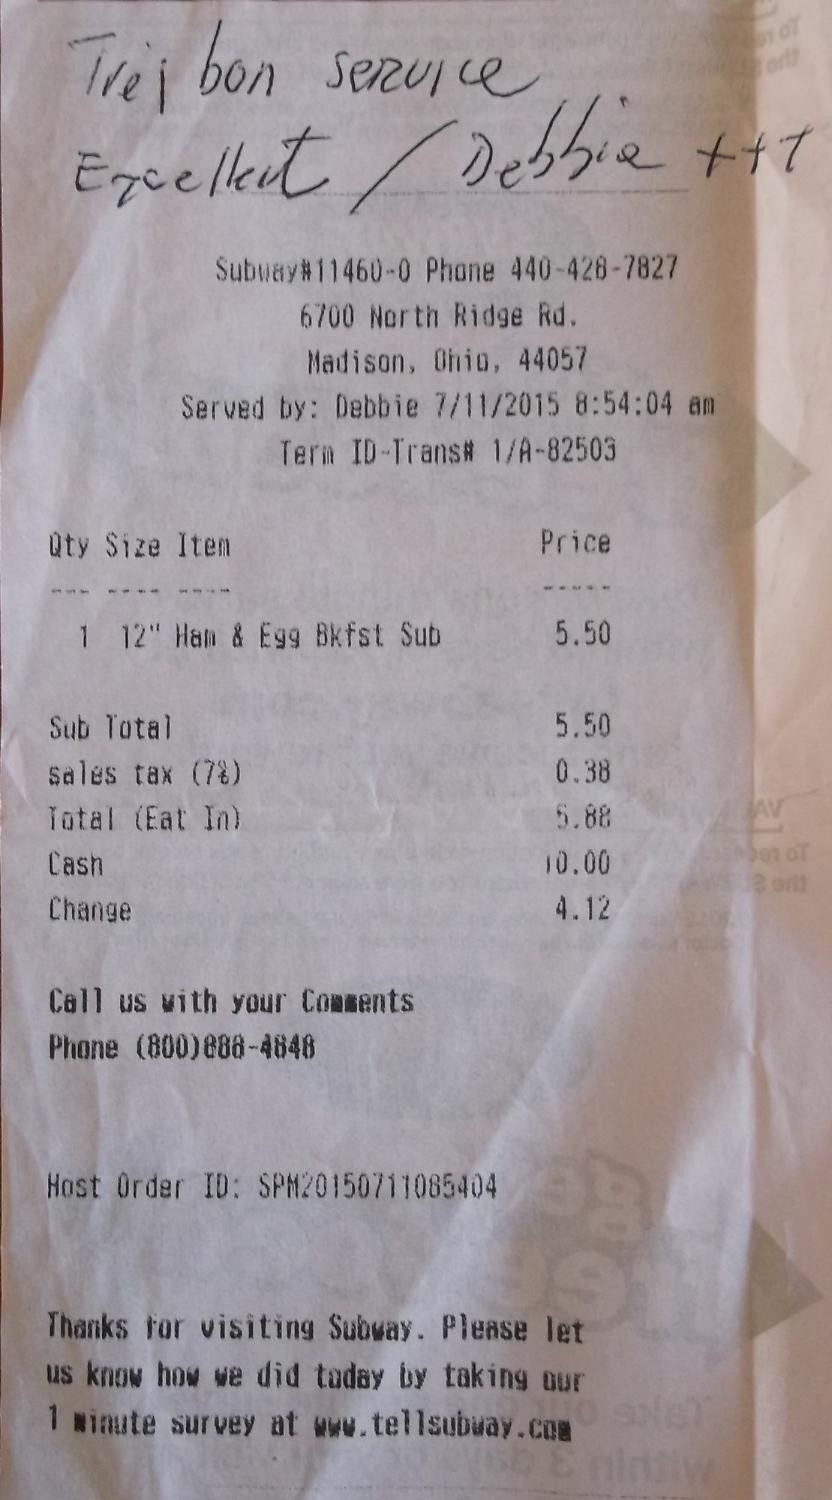 Très bon service
Excellent / Debbie +++
Subway#11460-0 Phone 440-428-7827
6700 North Ridge Rd.
Madison, Ohio, 44057
Served by: Debbie 7/11/2015 8:54:04 am
Term ID-Trans# 1/A-82503
Qty Size Item Price
--- ---- ---- -----
1 12" Ham & Egg Bkfst Sub 5.50
Sub Total 5.50
sales tax (7%) 0.38
Total (Eat In) 5.88
Cash 10.00
Change 4.12
Call us with your Comments
Phone (800)888-4848
Host Order ID: SPM20150711085404
Thanks for visiting Subway. Please let
us know how we did today by taking our
1 minute survey at www.tellsubway.com